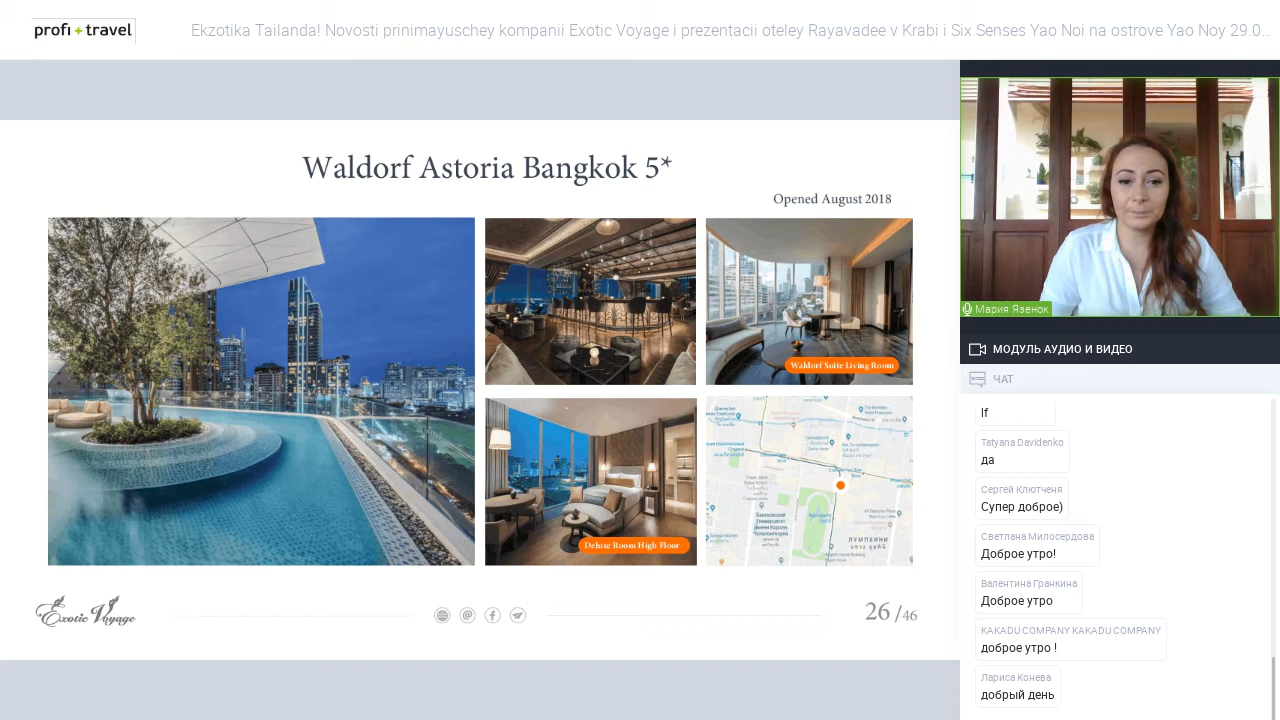 profi + travel
Ekzotika Tailanda! Novosti prinimayuschey kompanii Exotic Voyage i prezentacii oteley Rayavadee v Krabi i Six Senses Yao Noi na ostrove Yao Noy 29.0...
Waldorf Astoria Bangkok 5*
Opened August 2018
Waldorf Suite Living Room
Deluxe Room High Floor
ЛУМПХИНИ
Exotic Voyage
26 /46
Мария Язенок
МОДУЛЬ АУДИО И ВИДЕО
ЧАТ
lf
Tatyana Davidenko
да
Сергей Клютченя
Супер доброе)
Светлана Милосердова
Доброе утро!
Валентина Гранкина
Доброе утро
KAKADU COMPANY KAKADU COMPANY
доброе утро !
Лариса Конева
добрый день